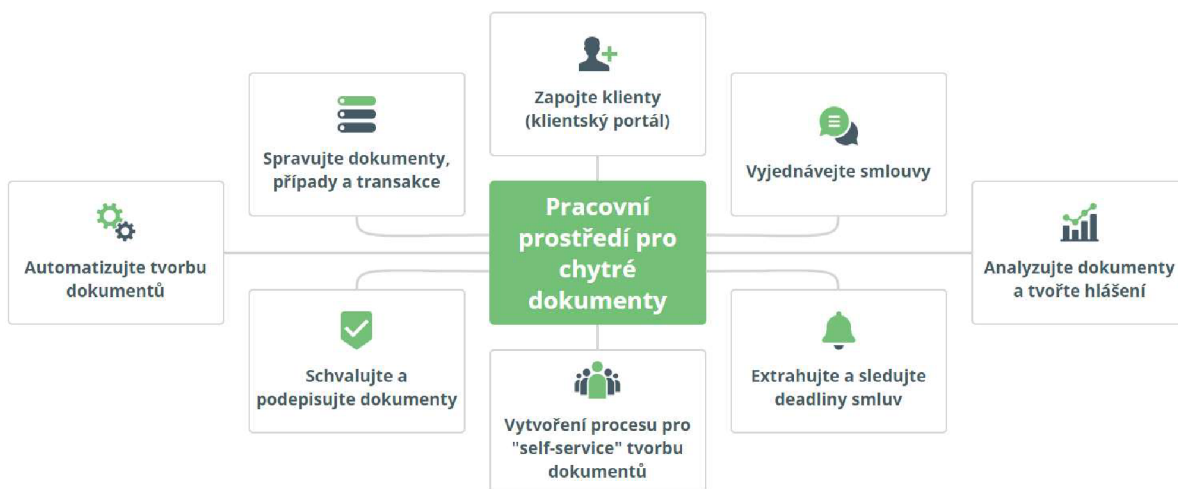 Zapojte klienty
(klientský portál)
Spravujte dokumenty,
případy a transakce
Vyjednávejte smlouvy
Pracovní
prostředí pro
chytré
dokumenty
Automatizujte tvorbu
dokumentů
Analyzujte dokumenty
a tvořte hlášení
Schvalujte a
podepisujte dokumenty
Extrahujte a sledujte
deadliny smluv
Vytvoření procesu pro
"self-service" tvorbu
dokumentů